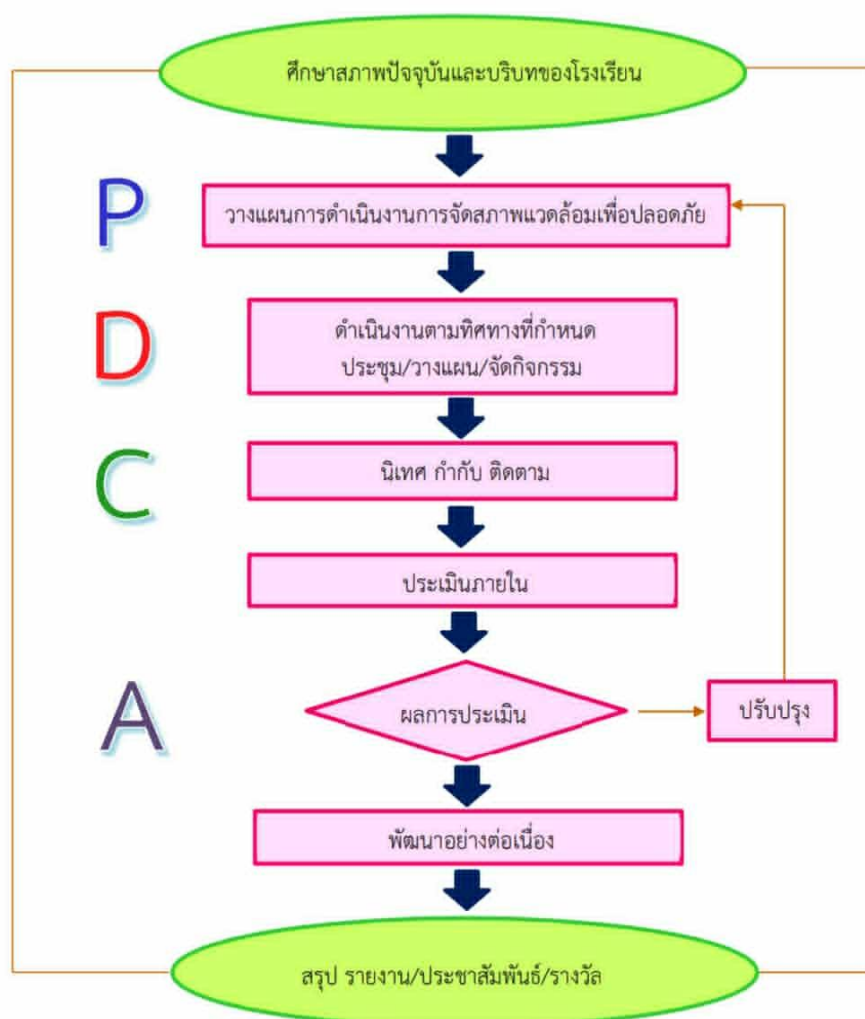 ศึกษาสภาพปัจจุบันและบริบทของโรงเรียน
P
วางแผนการดำเนินงานการจัดสภาพแวดล้อมเพื่อปลอดภัย
D
ดำเนินงานตามทิศทางที่กำหนด
ประชุม/วางแผน/จัดกิจกรรม
C
นิเทศ กำกับ ติดตาม
ประเมินภายใน
A
ผลการประเมิน
ปรับปรุง
พัฒนาอย่างต่อเนื่อง
สรุป รายงาน/ประชาสัมพันธ์/รางวัล